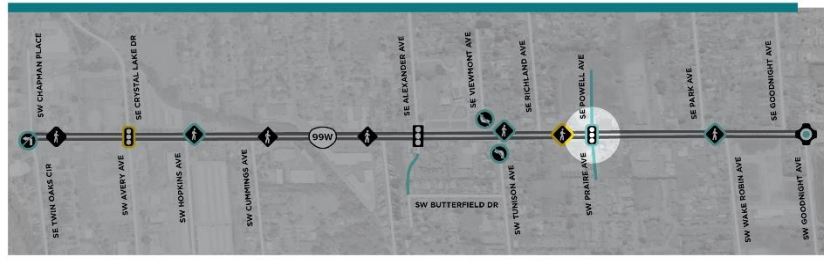 SW CHAPMAN PLACE
SE CRYSTAL LAKE DR
SE ALEXANDER AVE
SE VIEWMONT AVE
SE RICHLAND AVE
SE POWELL AVE
SE PARK AVE
SE GOODNIGHT AVE
99W
SE TWIN OAKS CIR
SW AVERY AVE
SW HOPKINS AVE
SW CUMMINGS AVE
SW BUTTERFIELD DR
SW TUNISON AVE
SW PRAIRE AVE
SW WAKE ROBIN AVE
SW GOODNIGHT AVE